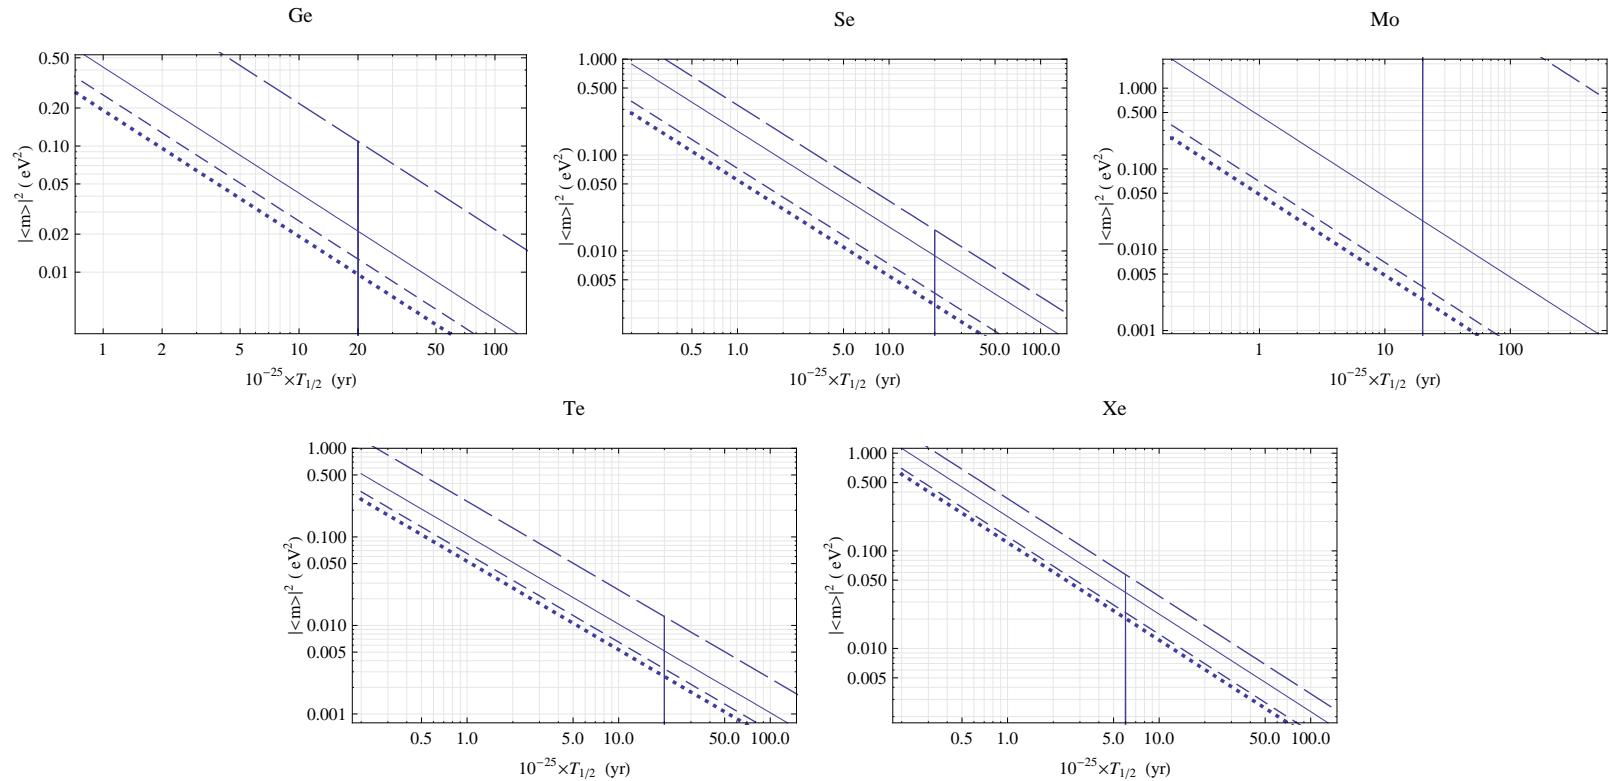 Ge
0.50
0.20
0.10
0.05
0.02
0.01
|<m>|² ( eV²)
1 2 5 10 20 50 100
10⁻²⁵×T₁/₂ (yr)
Se
1.000
0.500
0.100
0.050
0.010
0.005
|<m>|² ( eV²)
0.5 1.0 5.0 10.0 50.0 100.0
10⁻²⁵×T₁/₂ (yr)
Mo
1.000
0.500
0.100
0.050
0.010
0.005
0.001
|<m>|² ( eV²)
1 10 100
10⁻²⁵×T₁/₂ (yr)
Te
1.000
0.500
0.100
0.050
0.010
0.005
0.001
|<m>|² ( eV²)
0.5 1.0 5.0 10.0 50.0 100.0
10⁻²⁵×T₁/₂ (yr)
Xe
1.000
0.500
0.100
0.050
0.010
0.005
|<m>|² ( eV²)
0.5 1.0 5.0 10.0 50.0 100.0
10⁻²⁵×T₁/₂ (yr)